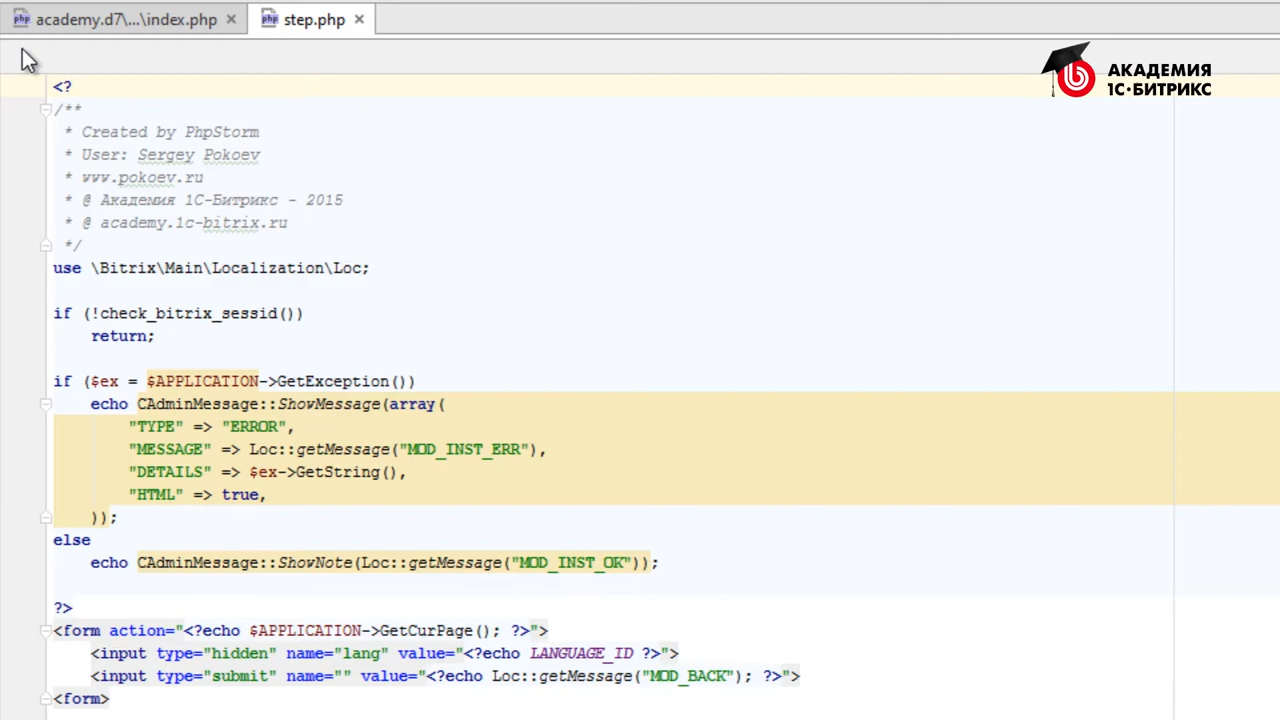 academy.d7\...\index.php
step.php
АКАДЕМИЯ
1С·БИТРИКС
<?
/**
* Created by PhpStorm
* User: Sergey Pokoev
* www.pokoev.ru
* @ Академия 1С-Битрикс - 2015
* @ academy.1c-bitrix.ru
*/
use \Bitrix\Main\Localization\Loc;
if (!check_bitrix_sessid())
return;
if ($ex = $APPLICATION->GetException())
echo CAdminMessage::ShowMessage(array(
"TYPE" => "ERROR",
"MESSAGE" => Loc::getMessage("MOD_INST_ERR"),
"DETAILS" => $ex->GetString(),
"HTML" => true,
));
else
echo CAdminMessage::ShowNote(Loc::getMessage("MOD_INST_OK"));
?>
<form action="<?echo $APPLICATION->GetCurPage(); ?>">
<input type="hidden" name="lang" value="<?echo LANGUAGE_ID ?>">
<input type="submit" name="" value="<?echo Loc::getMessage("MOD_BACK"); ?>">
<form>